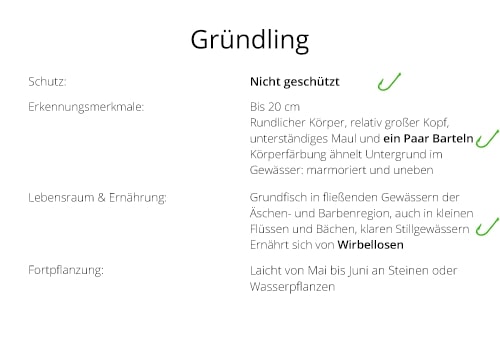 Gründling
Schutz: Nicht geschützt
Erkennungsmerkmale: Bis 20 cm
Rundlicher Körper, relativ großer Kopf,
unterständiges Maul und ein Paar Barteln
Körperfärbung ähnelt Untergrund im
Gewässer: marmoriert und uneben
Lebensraum & Ernährung: Grundfisch in fließenden Gewässern der
Äschen- und Barbenregion, auch in kleinen
Flüssen und Bächen, klaren Stillgewässern
Ernährt sich von Wirbellosen
Fortpflanzung: Laicht von Mai bis Juni an Steinen oder
Wasserpflanzen